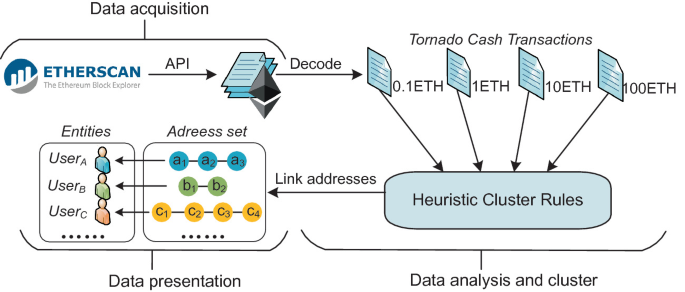 Data acquisition
ETHERSCAN
The Ethereum Block Explorer
API
Decode
Tornado Cash Transactions
0.1ETH
1ETH
10ETH
100ETH
Entities
Adreess set
UserA
a1 a2 a3
UserB
b1 b2
UserC
c1 c2 c3 c4
......
......
Link addresses
Heuristic Cluster Rules
Data presentation
Data analysis and cluster